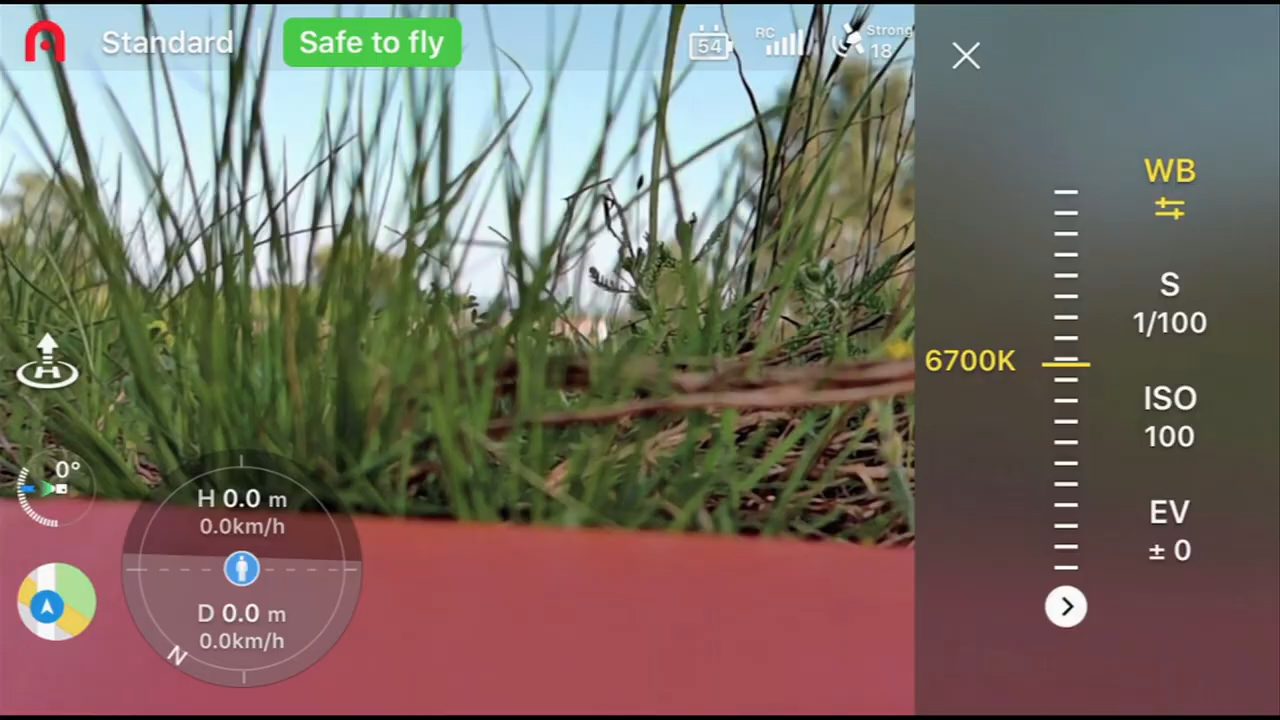 Standard
Safe to fly
54
RC
Strong
18
WB
S
1/100
6700K
ISO
100
EV
± 0
0°
H 0.0 m
0.0km/h
D 0.0 m
0.0km/h
N